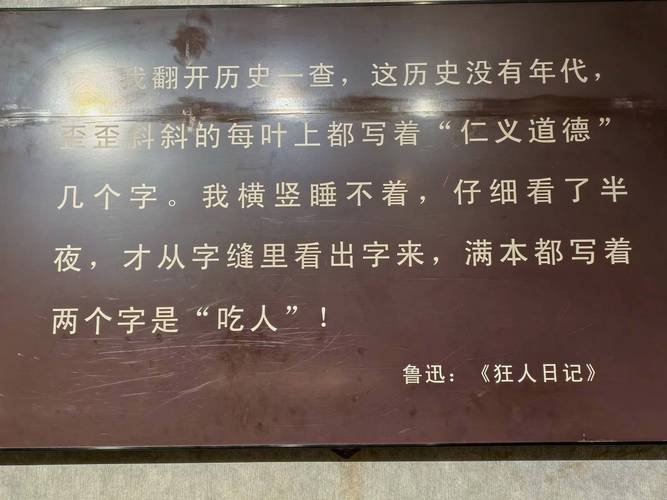 我翻开历史一查，这历史没有年代，
歪歪斜斜的每叶上都写着“仁义道德”
几个字。我横竖睡不着，仔细看了半
夜，才从字缝里看出字来，满本都写着
两个字是“吃人”！
鲁迅：《狂人日记》